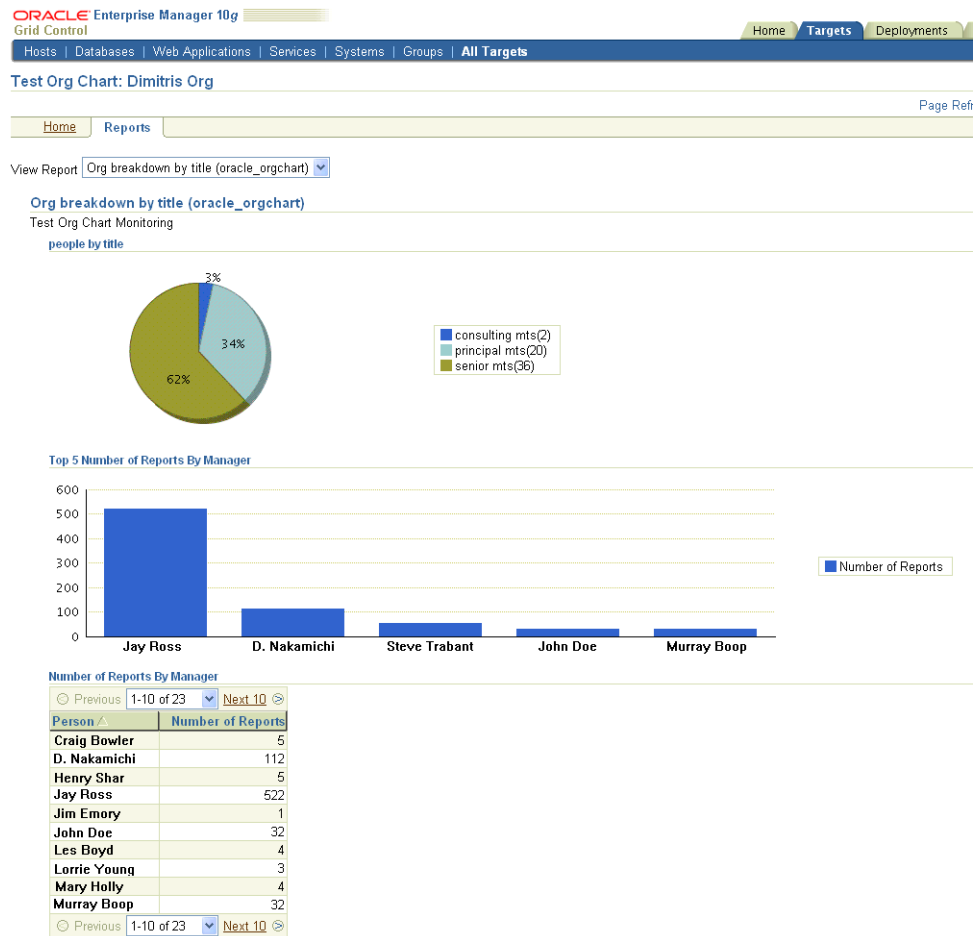 ORACLE Enterprise Manager 10g
Grid Control
Home Targets Deployments
Hosts | Databases | Web Applications | Services | Systems | Groups | All Targets
Test Org Chart: Dimitris Org
Page Refr
Home Reports
View Report Org breakdown by title (oracle_orgchart)
Org breakdown by title (oracle_orgchart)
Test Org Chart Monitoring
people by title
3%
34%
62%
consulting mts(2)
principal mts(20)
senior mts(36)
Top 5 Number of Reports By Manager
600
500
400
300
200
100
0
Jay Ross D. Nakamichi Steve Trabant John Doe Murray Boop
Number of Reports
Number of Reports By Manager
Previous 1-10 of 23 Next 10
Person Number of Reports
Craig Bowler 5
D. Nakamichi 112
Henry Shar 5
Jay Ross 522
Jim Emory 1
John Doe 32
Les Boyd 4
Lorrie Young 3
Mary Holly 4
Murray Boop 32
Previous 1-10 of 23 Next 10